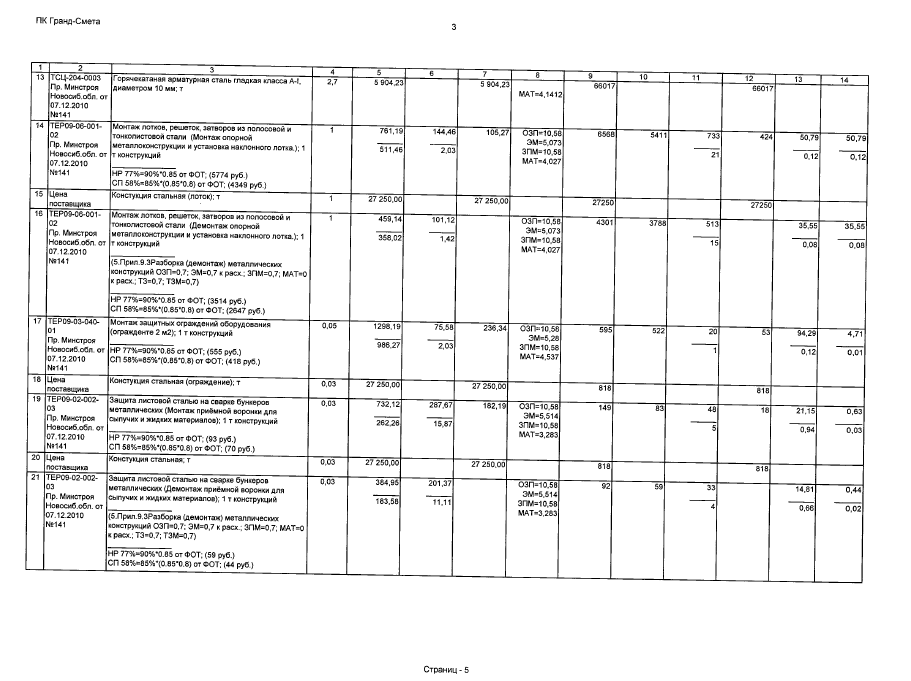 ПК Гранд-Смета
3
1 2 3 4 5 6 7 8 9 10 11 12 13 14
13 ТСЦ-204-0003 Горячекатаная арматурная сталь гладкая класса А-I, 2,7 5 904,23 5 904,23 66017 66017
Пр. Минстроя диаметром 10 мм; т МАТ=4,1412
Новосиб.обл. от
07.12.2010
№141
14 ТЕР09-06-001- Монтаж лотков, решеток, затворов из полосовой и 1 761,19 144,46 105,27 ОЗП=10,58 6568 5411 733 424 50,79 50,79
02 тонколистовой стали (Монтаж опорной ЭМ=5,073
Пр. Минстроя металлоконструкции и установка наклонного лотка.); 1 511,46 2,03 ЗПМ=10,58 21 0,12 0,12
Новосиб.обл. от т конструкций МАТ=4,027
07.12.2010
№141 НР 77%=90%*0.85 от ФОТ; (5774 руб.)
СП 58%=85%*(0.85*0.8) от ФОТ; (4349 руб.)
15 Цена Констукция стальная (лоток); т 1 27 250,00 27 250,00 27250 27250
поставщика
16 ТЕР09-06-001- Монтаж лотков, решеток, затворов из полосовой и 1 459,14 101,12 ОЗП=10,58 4301 3788 513 35,55 35,55
02 тонколистовой стали (Демонтаж опорной ЭМ=5,073
Пр. Минстроя металлоконструкции и установка наклонного лотка.); 1 358,02 1,42 ЗПМ=10,58 15 0,08 0,08
Новосиб.обл. от т конструкций МАТ=4,027
07.12.2010
№141 (5.Прил.9.3Разборка (демонтаж) металлических
конструкций ОЗП=0,7; ЭМ=0,7 к расх.; ЗПМ=0,7; МАТ=0
к расх.; ТЗ=0,7; ТЗМ=0,7)
НР 77%=90%*0.85 от ФОТ; (3514 руб.)
СП 58%=85%*(0.85*0.8) от ФОТ; (2647 руб.)
17 ТЕР09-03-040- Монтаж защитных ограждений оборудования 0,05 1298,19 75,58 236,34 ОЗП=10,58 595 522 20 53 94,29 4,71
01 (огражденте 2 м2); 1 т конструкций ЭМ=5,28
Пр. Минстроя 986,27 2,03 ЗПМ=10,58 1 0,12 0,01
Новосиб.обл. от НР 77%=90%*0.85 от ФОТ; (555 руб.) МАТ=4,537
07.12.2010 СП 58%=85%*(0.85*0.8) от ФОТ; (418 руб.)
№141
18 Цена Констукция стальная (ограждение); т 0,03 27 250,00 27 250,00 818 818
поставщика
19 ТЕР09-02-002- Защита листовой сталью на сварке бункеров 0,03 732,12 287,67 182,19 ОЗП=10,58 149 83 48 18 21,15 0,63
03 металлических (Монтаж приёмной воронки для ЭМ=5,514
Пр. Минстроя сыпучих и жидких материалов); 1 т конструкций 262,26 15,87 ЗПМ=10,58 5 0,94 0,03
Новосиб.обл. от МАТ=3,283
07.12.2010 НР 77%=90%*0.85 от ФОТ; (93 руб.)
№141 СП 58%=85%*(0.85*0.8) от ФОТ; (70 руб.)
20 Цена Констукция стальная; т 0,03 27 250,00 27 250,00 818 818
поставщика
21 ТЕР09-02-002- Защита листовой сталью на сварке бункеров 0,03 384,95 201,37 ОЗП=10,58 92 59 33 14,81 0,44
03 металлических (Демонтаж приёмной воронки для ЭМ=5,514
Пр. Минстроя сыпучих и жидких материалов); 1 т конструкций 183,58 11,11 ЗПМ=10,58 4 0,66 0,02
Новосиб.обл. от МАТ=3,283
07.12.2010 (5.Прил.9.3Разборка (демонтаж) металлических
№141 конструкций ОЗП=0,7; ЭМ=0,7 к расх.; ЗПМ=0,7; МАТ=0
к расх.; ТЗ=0,7; ТЗМ=0,7)
НР 77%=90%*0.85 от ФОТ; (59 руб.)
СП 58%=85%*(0.85*0.8) от ФОТ; (44 руб.)
Страниц - 5